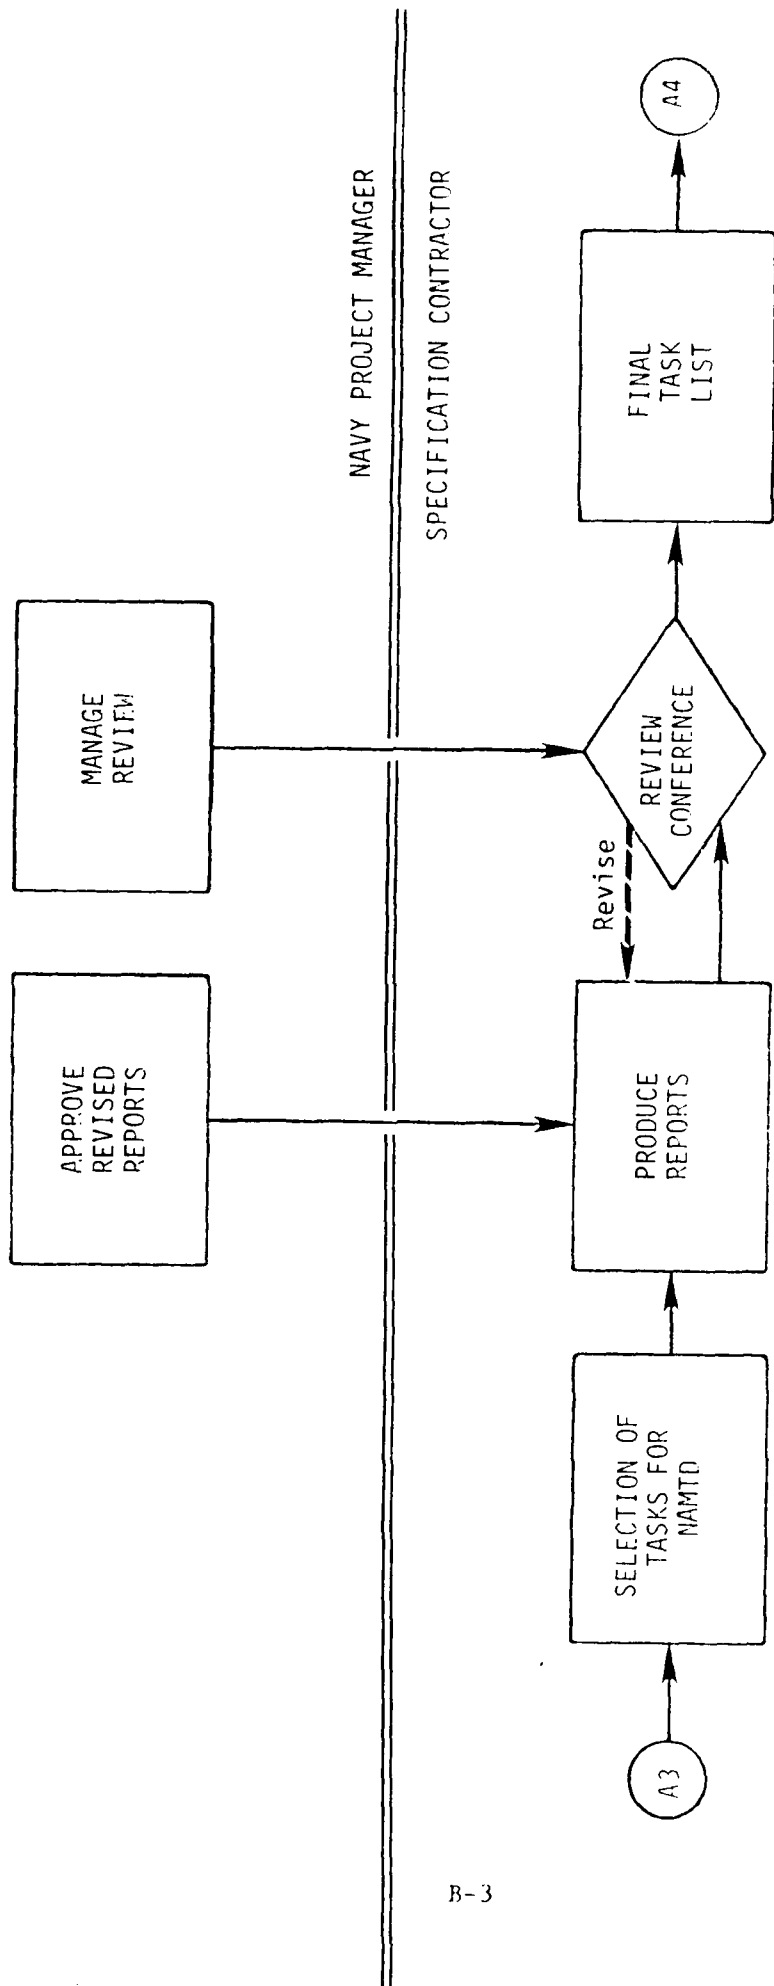 APPROVE
REVISED
REPORTS
MANAGE
REVIEW
NAVY PROJECT MANAGER
SPECIFICATION CONTRACTOR
A3
SELECTION OF
TASKS FOR
NAMTD
PRODUCE
REPORTS
Revise
REVIEW
CONFERENCE
FINAL
TASK
LIST
A4
B-3